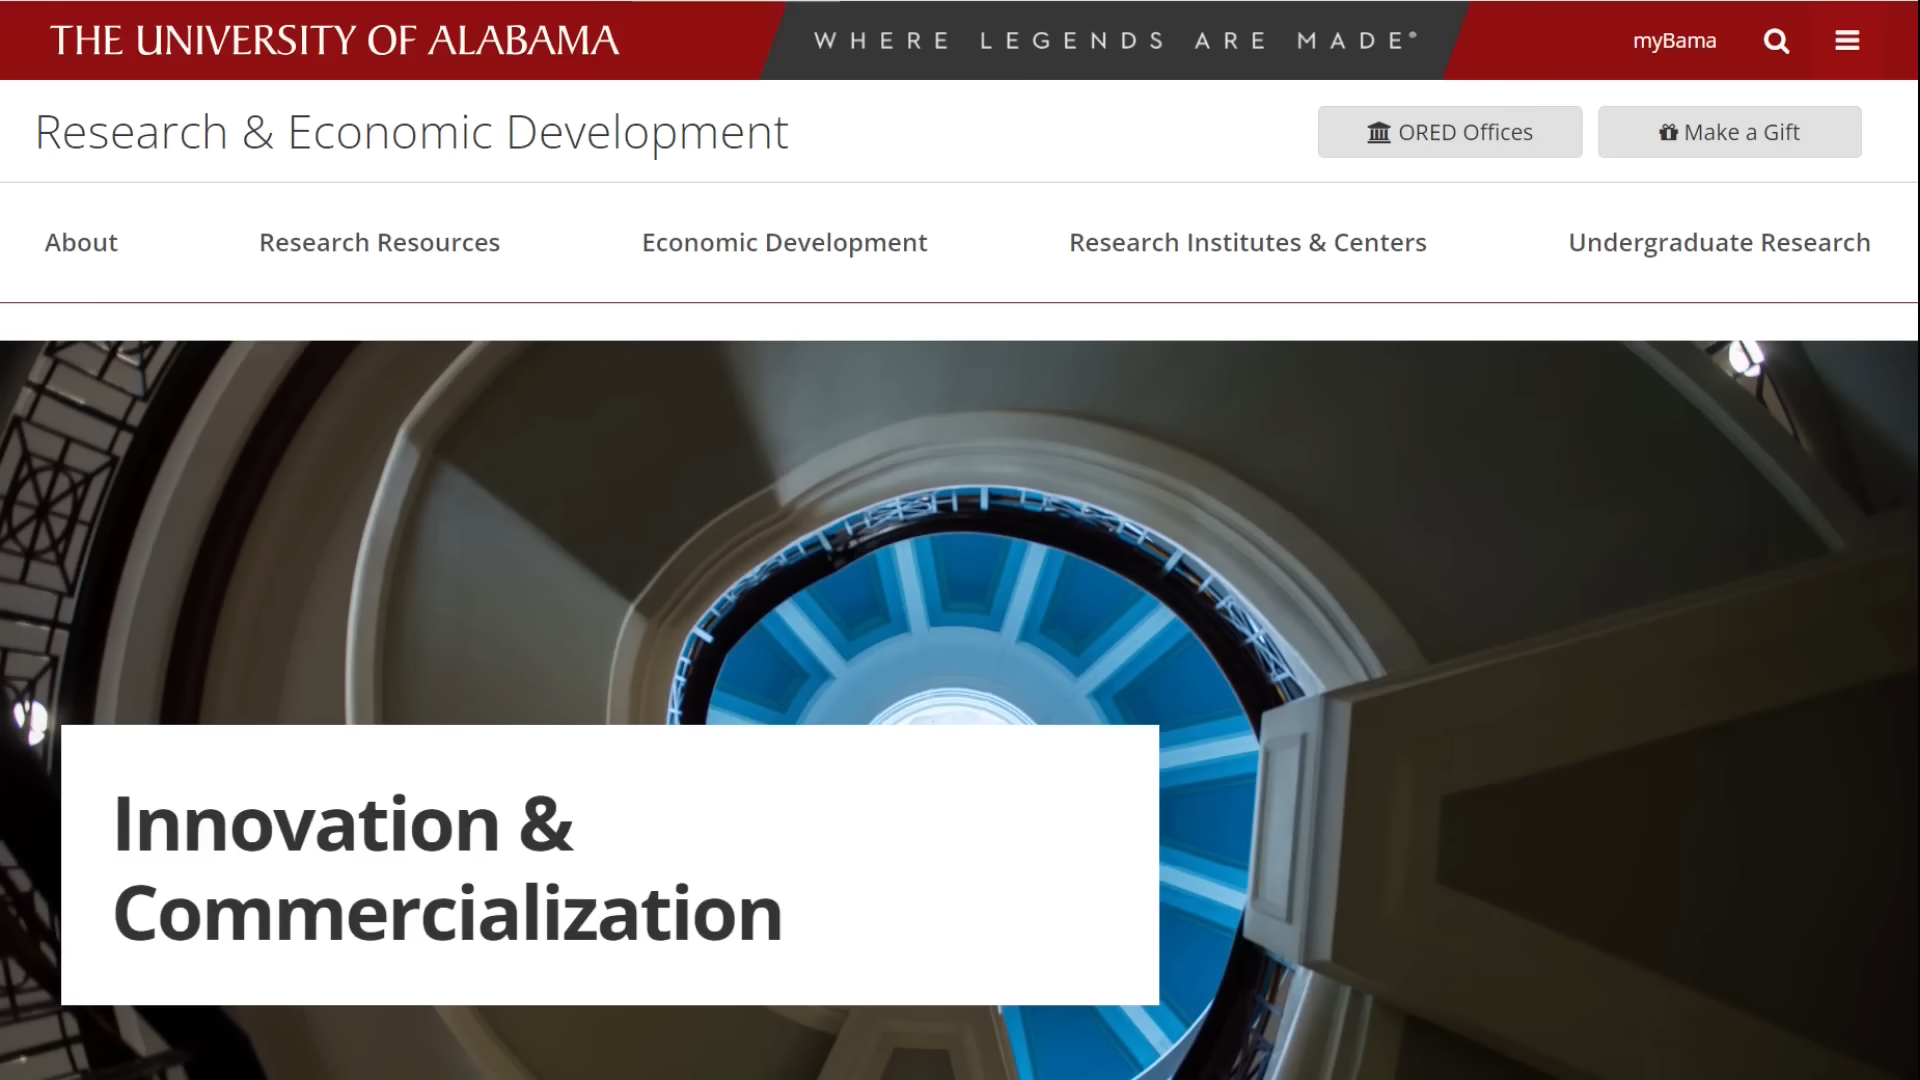 THE UNIVERSITY OF ALABAMA
WHERE LEGENDS ARE MADE®
myBama
Research & Economic Development
ORED Offices
Make a Gift
About
Research Resources
Economic Development
Research Institutes & Centers
Undergraduate Research
Innovation &
Commercialization